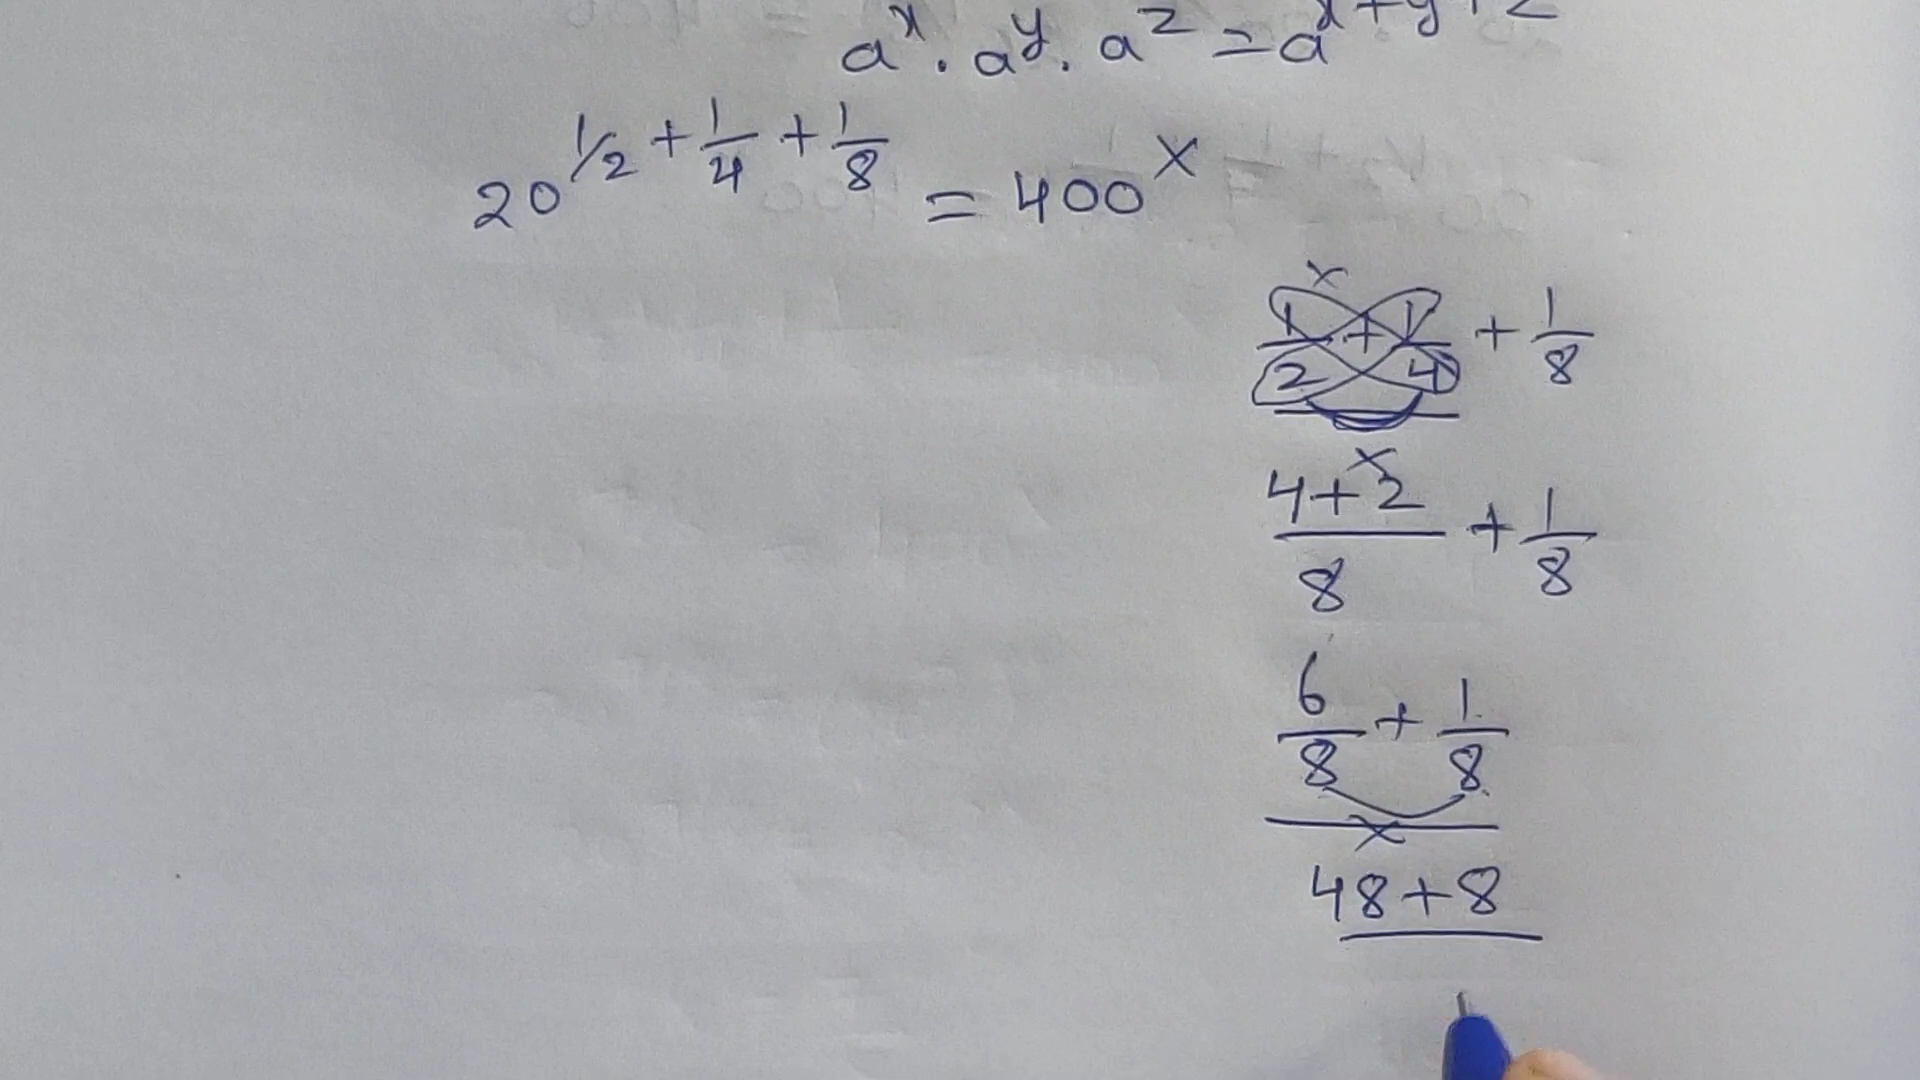 a^x . a^y . a^z = a^x+y+z
20^1/2 + 1/4 + 1/8 = 400^x
x
1/2 + 1/4 + 1/8
x
4+2/8 + 1/8
6/8 + 1/8
x
48+8